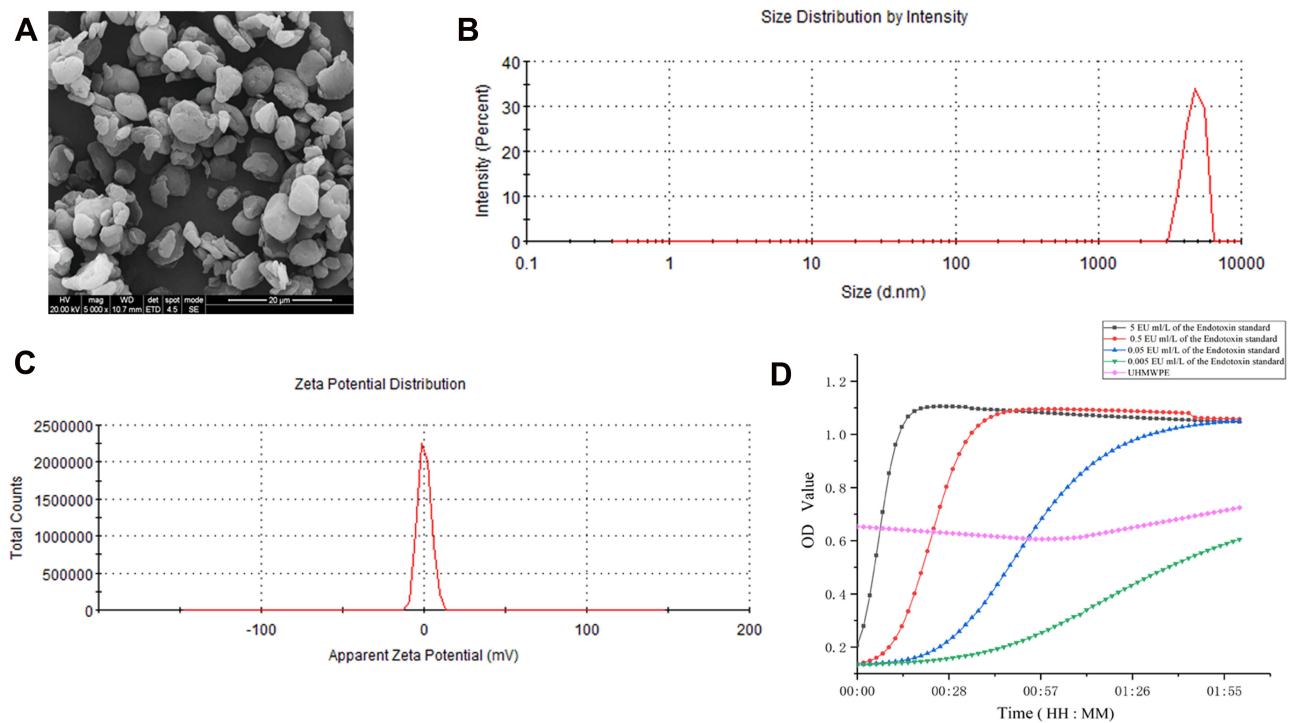 A
HV mag WD det spot mode
20.00 kV 5 000 x 10.7 mm ETD 4.5 SE
20 µm
B
Size Distribution by Intensity
Intensity (Percent)
40
30
20
10
0
0.1 1 10 100 1000 10000
Size (d.nm)
C
Zeta Potential Distribution
Total Counts
2500000
2000000
1500000
1000000
500000
0
-100 0 100 200
Apparent Zeta Potential (mV)
D
5 EU ml/L of the Endotoxin standard
0.5 EU ml/L of the Endotoxin standard
0.05 EU ml/L of the Endotoxin standard
0.005 EU ml/L of the Endotoxin standard
UHMWPE
OD Value
1.2
1.0
0.8
0.6
0.4
0.2
00:00 00:28 00:57 01:26 01:55
Time ( HH : MM)